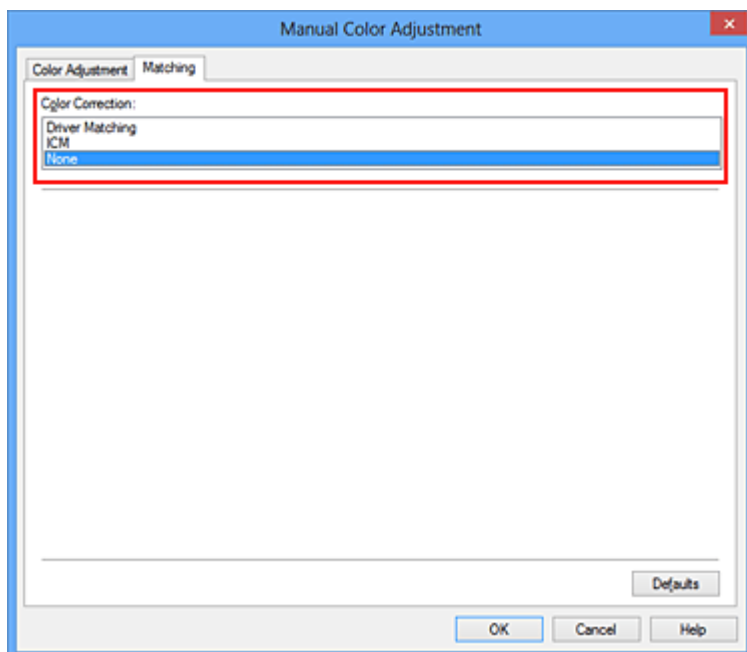 Manual Color Adjustment
Color Adjustment Matching
Color Correction:
Driver Matching
ICM
None
Defaults
OK Cancel Help